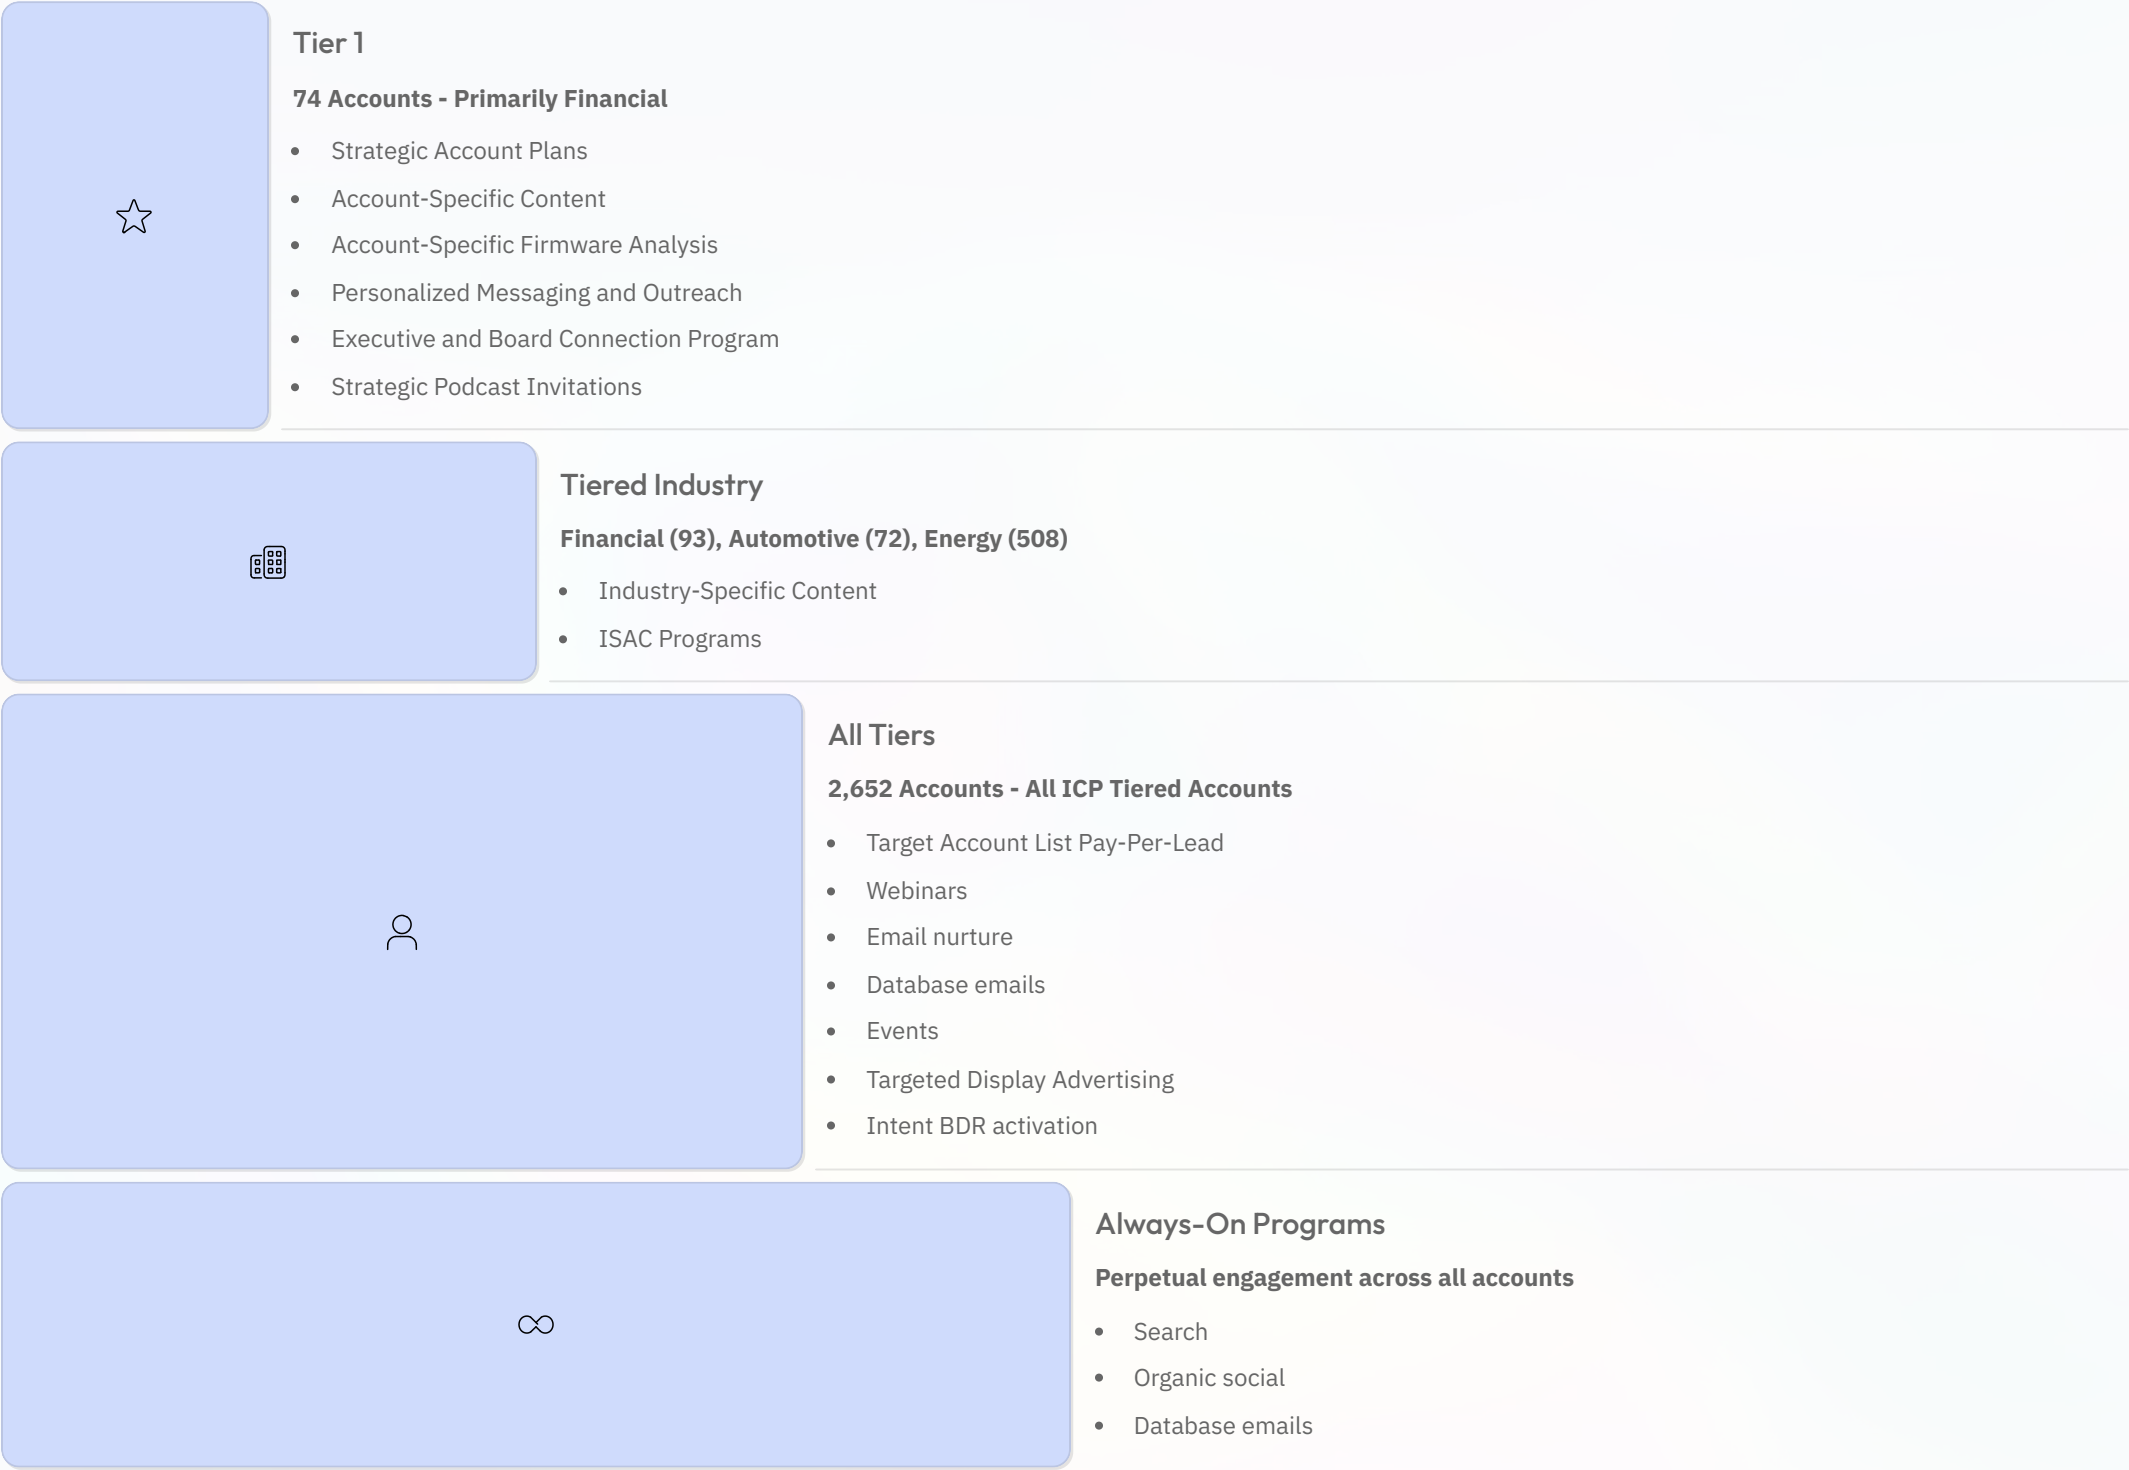 Tier 1
74 Accounts - Primarily Financial
• Strategic Account Plans
• Account-Specific Content
• Account-Specific Firmware Analysis
• Personalized Messaging and Outreach
• Executive and Board Connection Program
• Strategic Podcast Invitations
Tiered Industry
Financial (93), Automotive (72), Energy (508)
• Industry-Specific Content
• ISAC Programs
All Tiers
2,652 Accounts - All ICP Tiered Accounts
• Target Account List Pay-Per-Lead
• Webinars
• Email nurture
• Database emails
• Events
• Targeted Display Advertising
• Intent BDR activation
Always-On Programs
Perpetual engagement across all accounts
• Search
• Organic social
• Database emails